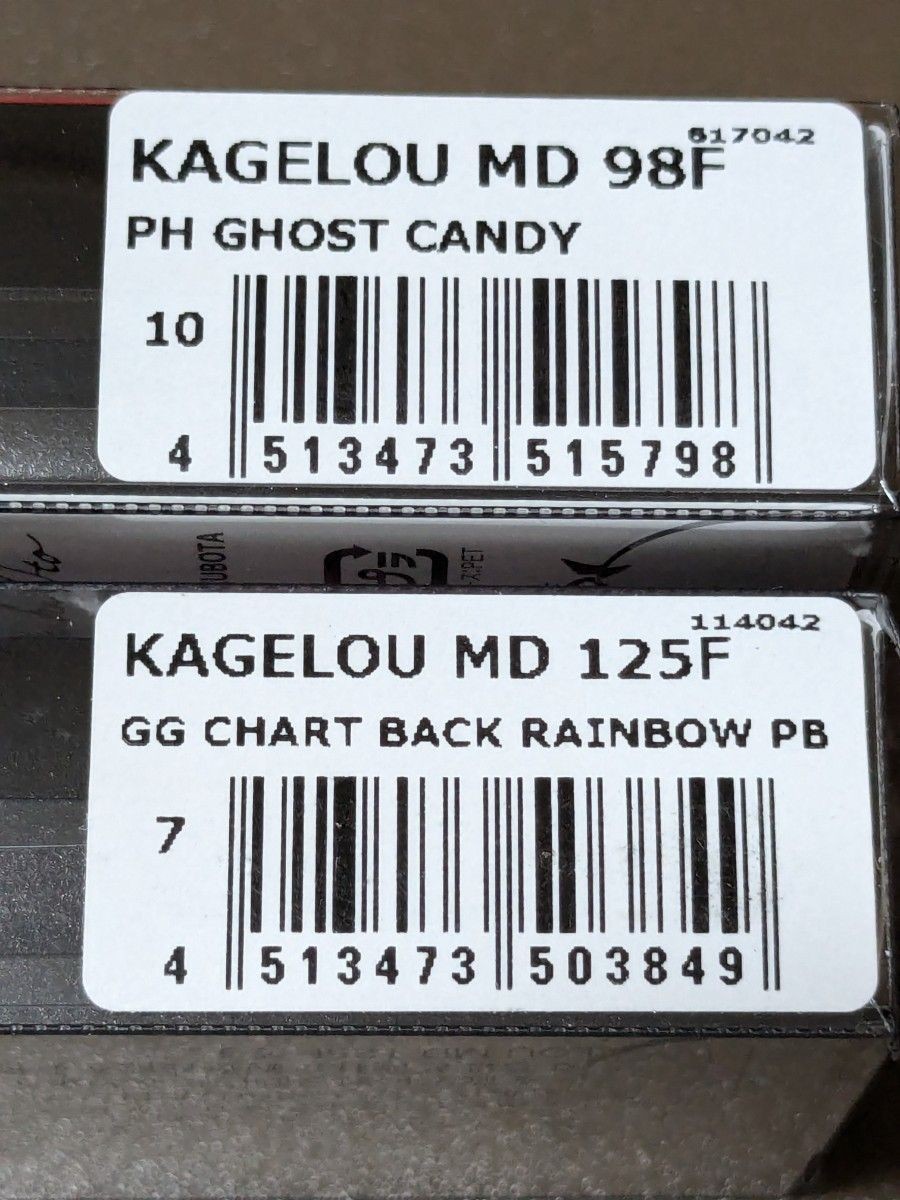 617042
KAGELOU MD 98F
PH GHOST CANDY
10
4 513473 515798
UBOTA
114042
KAGELOU MD 125F
GG CHART BACK RAINBOW PB
7
4 513473 503849